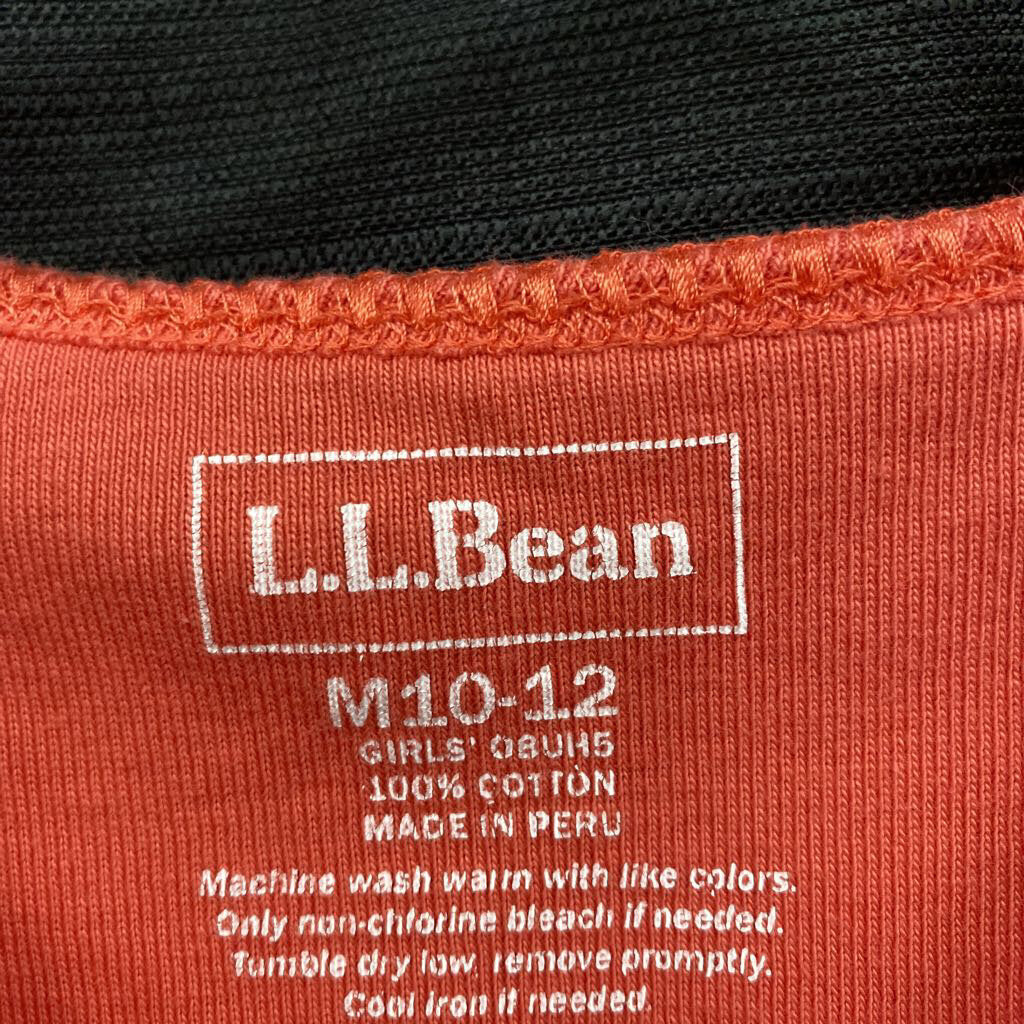 L.L.Bean
M10-12
GIRLS' 0BUH5
100% COTTON
MADE IN PERU
Machine wash warm with like colors.
Only non-chlorine bleach if needed.
Tumble dry low, remove promptly.
Cool iron if needed.